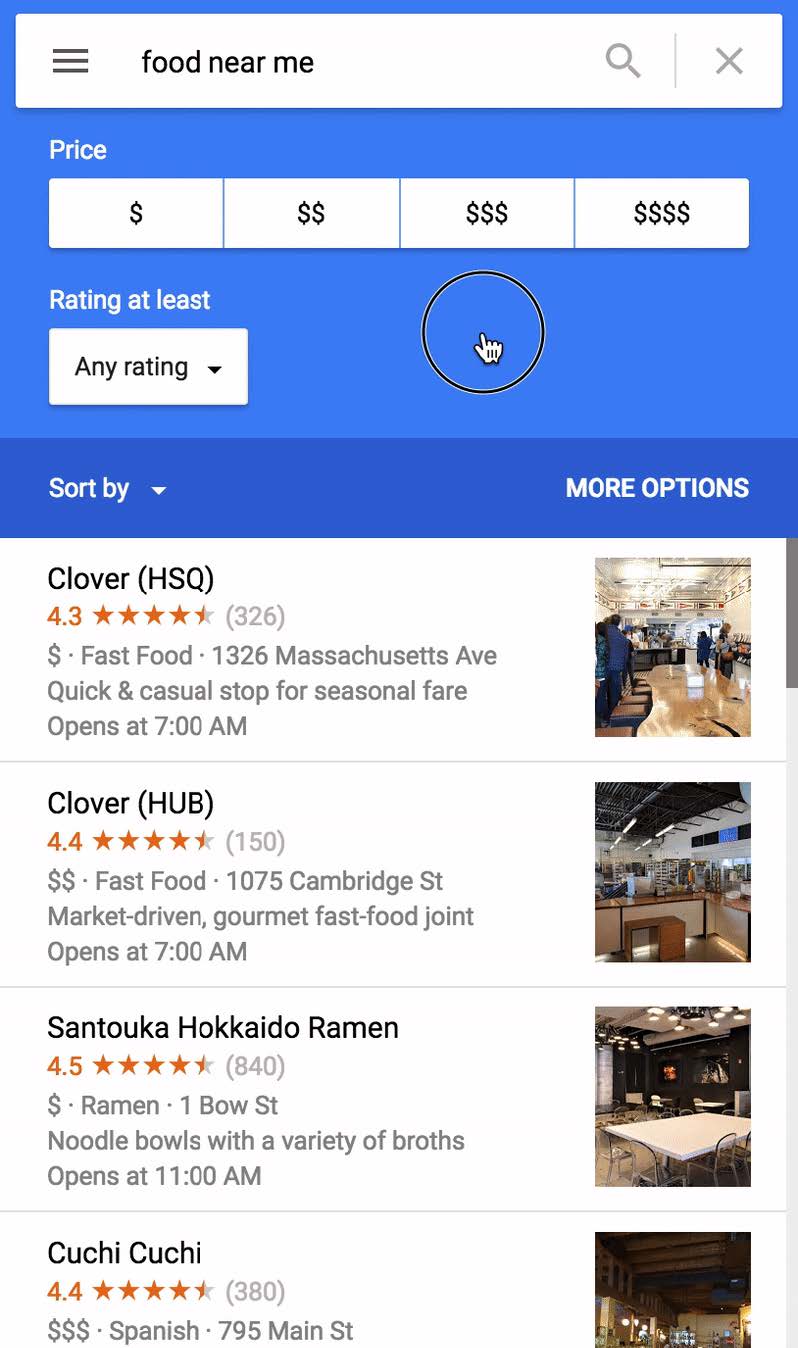 food near me
Price
$ $$ $$$ $$$$
Rating at least
Any rating
Sort by MORE OPTIONS
Clover (HSQ)
4.3 ★★★★★ (326)
$ · Fast Food · 1326 Massachusetts Ave
Quick & casual stop for seasonal fare
Opens at 7:00 AM
Clover (HUB)
4.4 ★★★★★ (150)
$$ · Fast Food · 1075 Cambridge St
Market-driven, gourmet fast-food joint
Opens at 7:00 AM
Santouka Hokkaido Ramen
4.5 ★★★★★ (840)
$ · Ramen · 1 Bow St
Noodle bowls with a variety of broths
Opens at 11:00 AM
Cuchi Cuchi
4.4 ★★★★★ (380)
$$$ · Spanish · 795 Main St